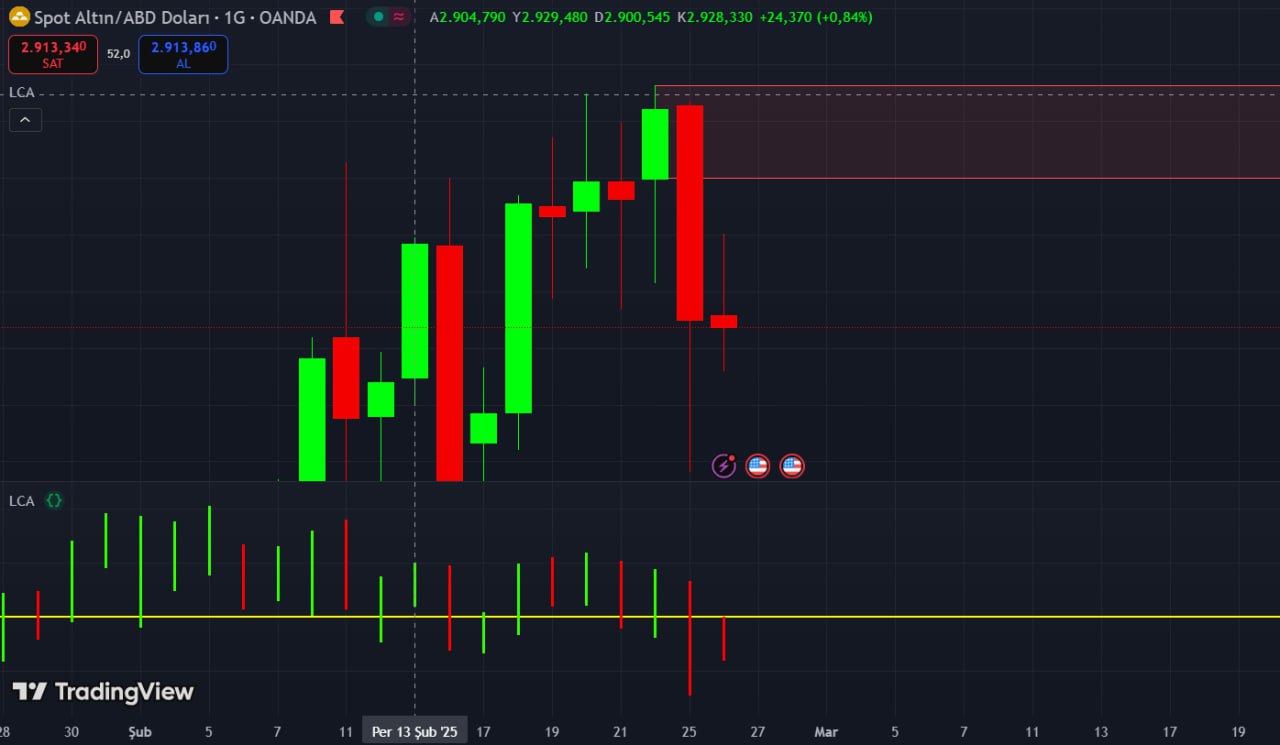 Spot Altın/ABD Doları · 1G · OANDA A2.904,790 Y2.929,480 D2.900,545 K2.928,330 +24,370 (+0,84%)
2.913,340 52,0 2.913,860
SAT AL
LCA
LCA {}
TradingView
28 30 Şub 5 7 11 Per 13 Şub '25 17 19 21 25 27 Mar 5 7 11 13 17 19